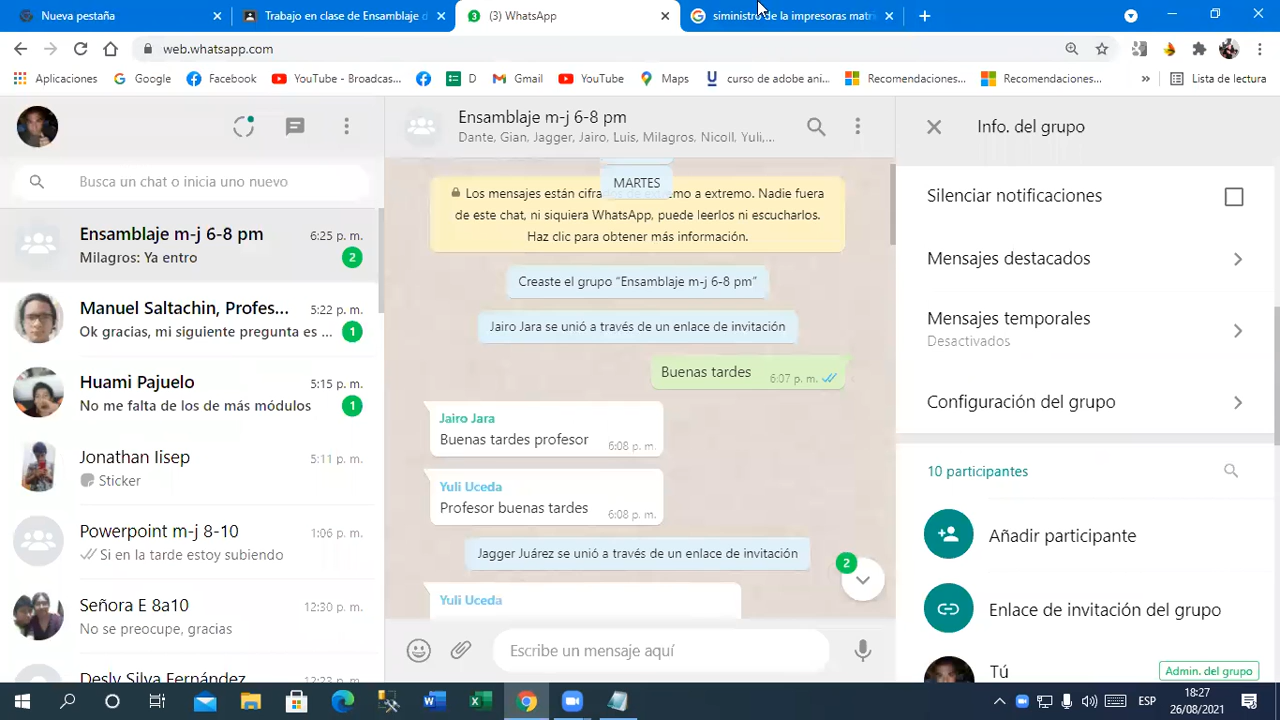 Nueva pestaña
Trabajo en clase de Ensamblaje d
(3) WhatsApp
siministro de la impresoras matri
web.whatsapp.com
Aplicaciones
Google
Facebook
YouTube - Broadcas...
D
Gmail
YouTube
Maps
curso de adobe ani...
Recomendaciones...
Recomendaciones...
Lista de lectura
Busca un chat o inicia uno nuevo
Ensamblaje m-j 6-8 pm 6:25 p. m.
Milagros: Ya entro 2
Manuel Saltachin, Profes... 5:22 p. m.
Ok gracias, mi siguiente pregunta es ... 1
Huami Pajuelo 5:15 p. m.
No me falta de los de más módulos 1
Jonathan Iisep 5:11 p. m.
Sticker
Powerpoint m-j 8-10 1:06 p. m.
Si en la tarde estoy subiendo
Señora E 8a10 12:30 p. m.
No se preocupe, gracias
Desly Silva Fernández
Ensamblaje m-j 6-8 pm
Dante, Gian, Jagger, Jairo, Luis, Milagros, Nicoll, Yuli,...
MARTES
Los mensajes están cifrados de extremo a extremo. Nadie fuera
de este chat, ni siquiera WhatsApp, puede leerlos ni escucharlos.
Haz clic para obtener más información.
Creaste el grupo “Ensamblaje m-j 6-8 pm”
Jairo Jara se unió a través de un enlace de invitación
Buenas tardes 6:07 p. m.
Jairo Jara
Buenas tardes profesor 6:08 p. m.
Yuli Uceda
Profesor buenas tardes 6:08 p. m.
Jagger Juárez se unió a través de un enlace de invitación
2
Yuli Uceda
Escribe un mensaje aquí
Info. del grupo
Silenciar notificaciones
Mensajes destacados
Mensajes temporales
Desactivados
Configuración del grupo
10 participantes
Añadir participante
Enlace de invitación del grupo
Tú
Admin. del grupo
ESP
18:27
26/08/2021